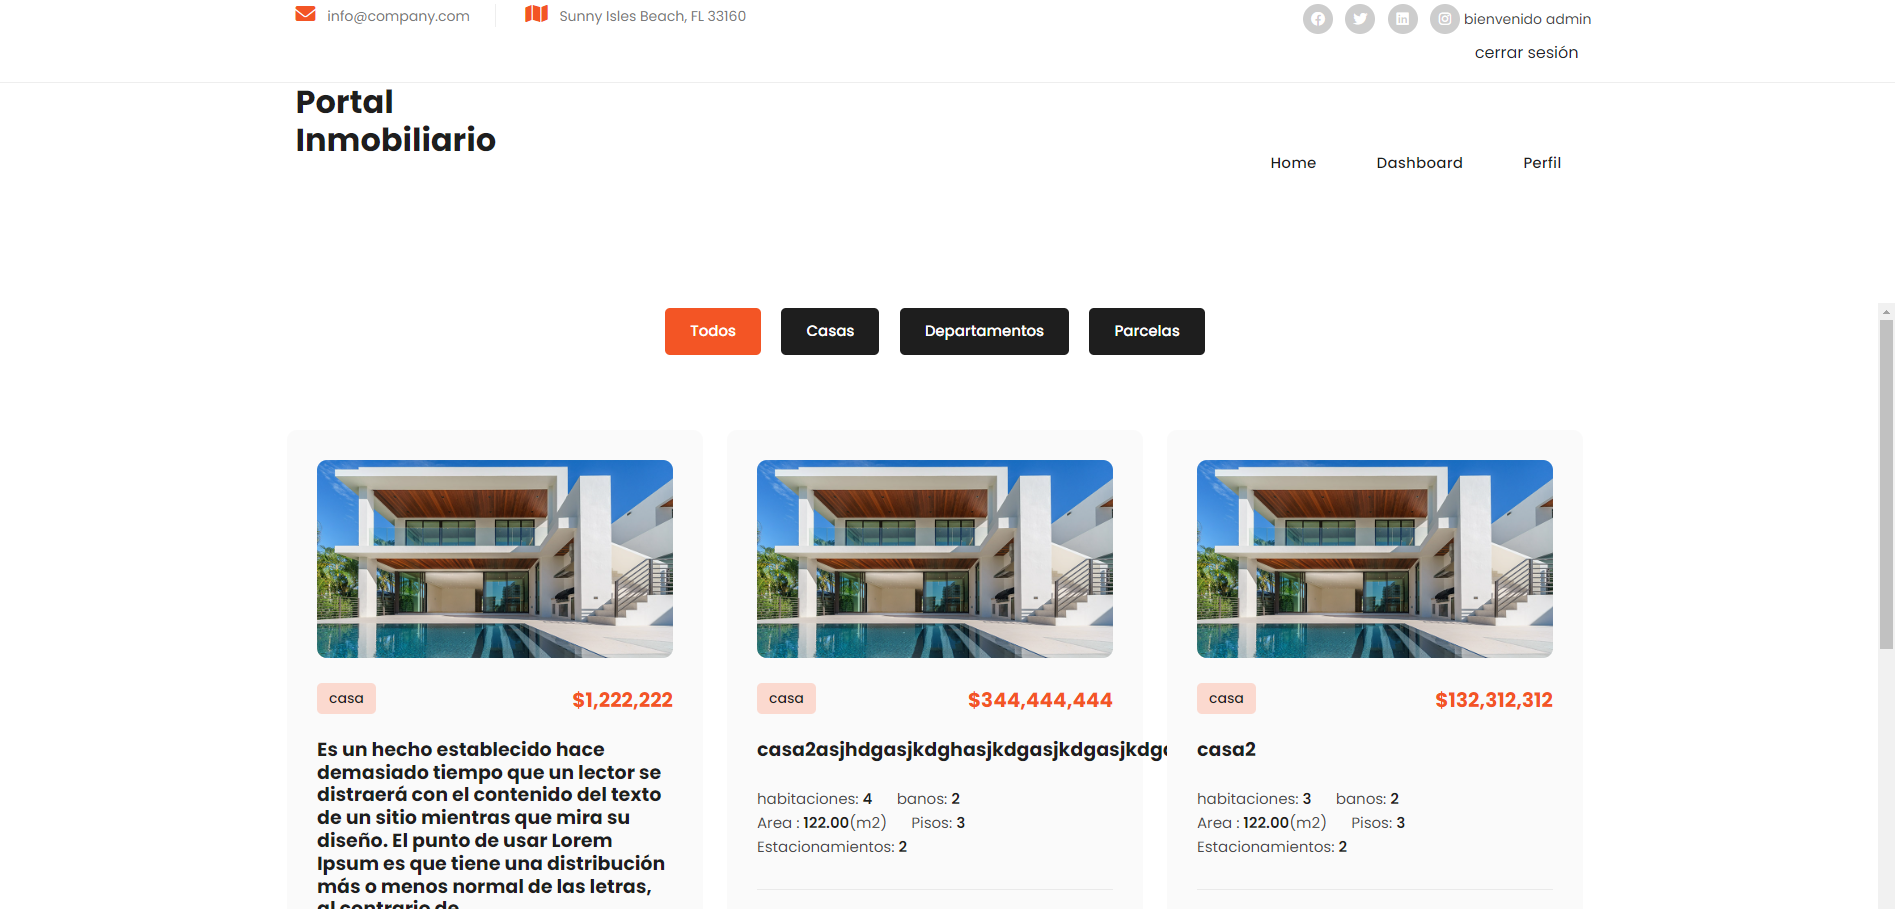 info@company.com
Sunny Isles Beach, FL 33160
bienvenido admin
cerrar sesión
Portal
Inmobiliario
Home Dashboard Perfil
Todos Casas Departamentos Parcelas
casa $1,222,222
Es un hecho establecido hace
demasiado tiempo que un lector se
distraerá con el contenido del texto
de un sitio mientras que mira su
diseño. El punto de usar Lorem
Ipsum es que tiene una distribución
más o menos normal de las letras,
al contrario de
casa $344,444,444
casa2asjhdgasjkdghasjkdgasjkdgasjkdg
habitaciones: 4 banos: 2
Area : 122.00(m2) Pisos: 3
Estacionamientos: 2
casa $132,312,312
casa2
habitaciones: 3 banos: 2
Area : 122.00(m2) Pisos: 3
Estacionamientos: 2